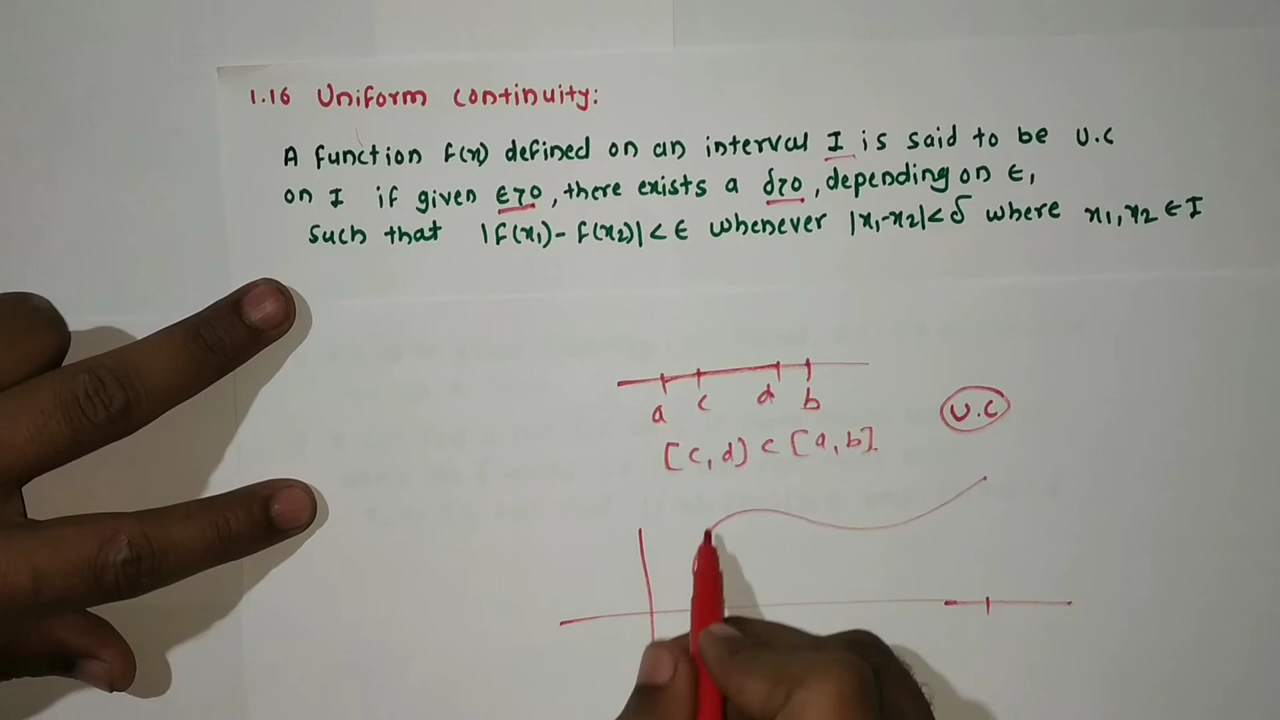 1.16 Uniform continuity:
A function f(x) defined on an interval I is said to be U.C
on I if given ϵ>0, there exists a δ>0, depending on ϵ,
Such that |f(x₁)-f(x₂)|<ϵ whenever |x₁-x₂|<δ where x₁,x₂∈I
a c d b
U.C
[c,d] ⊂ [a,b].